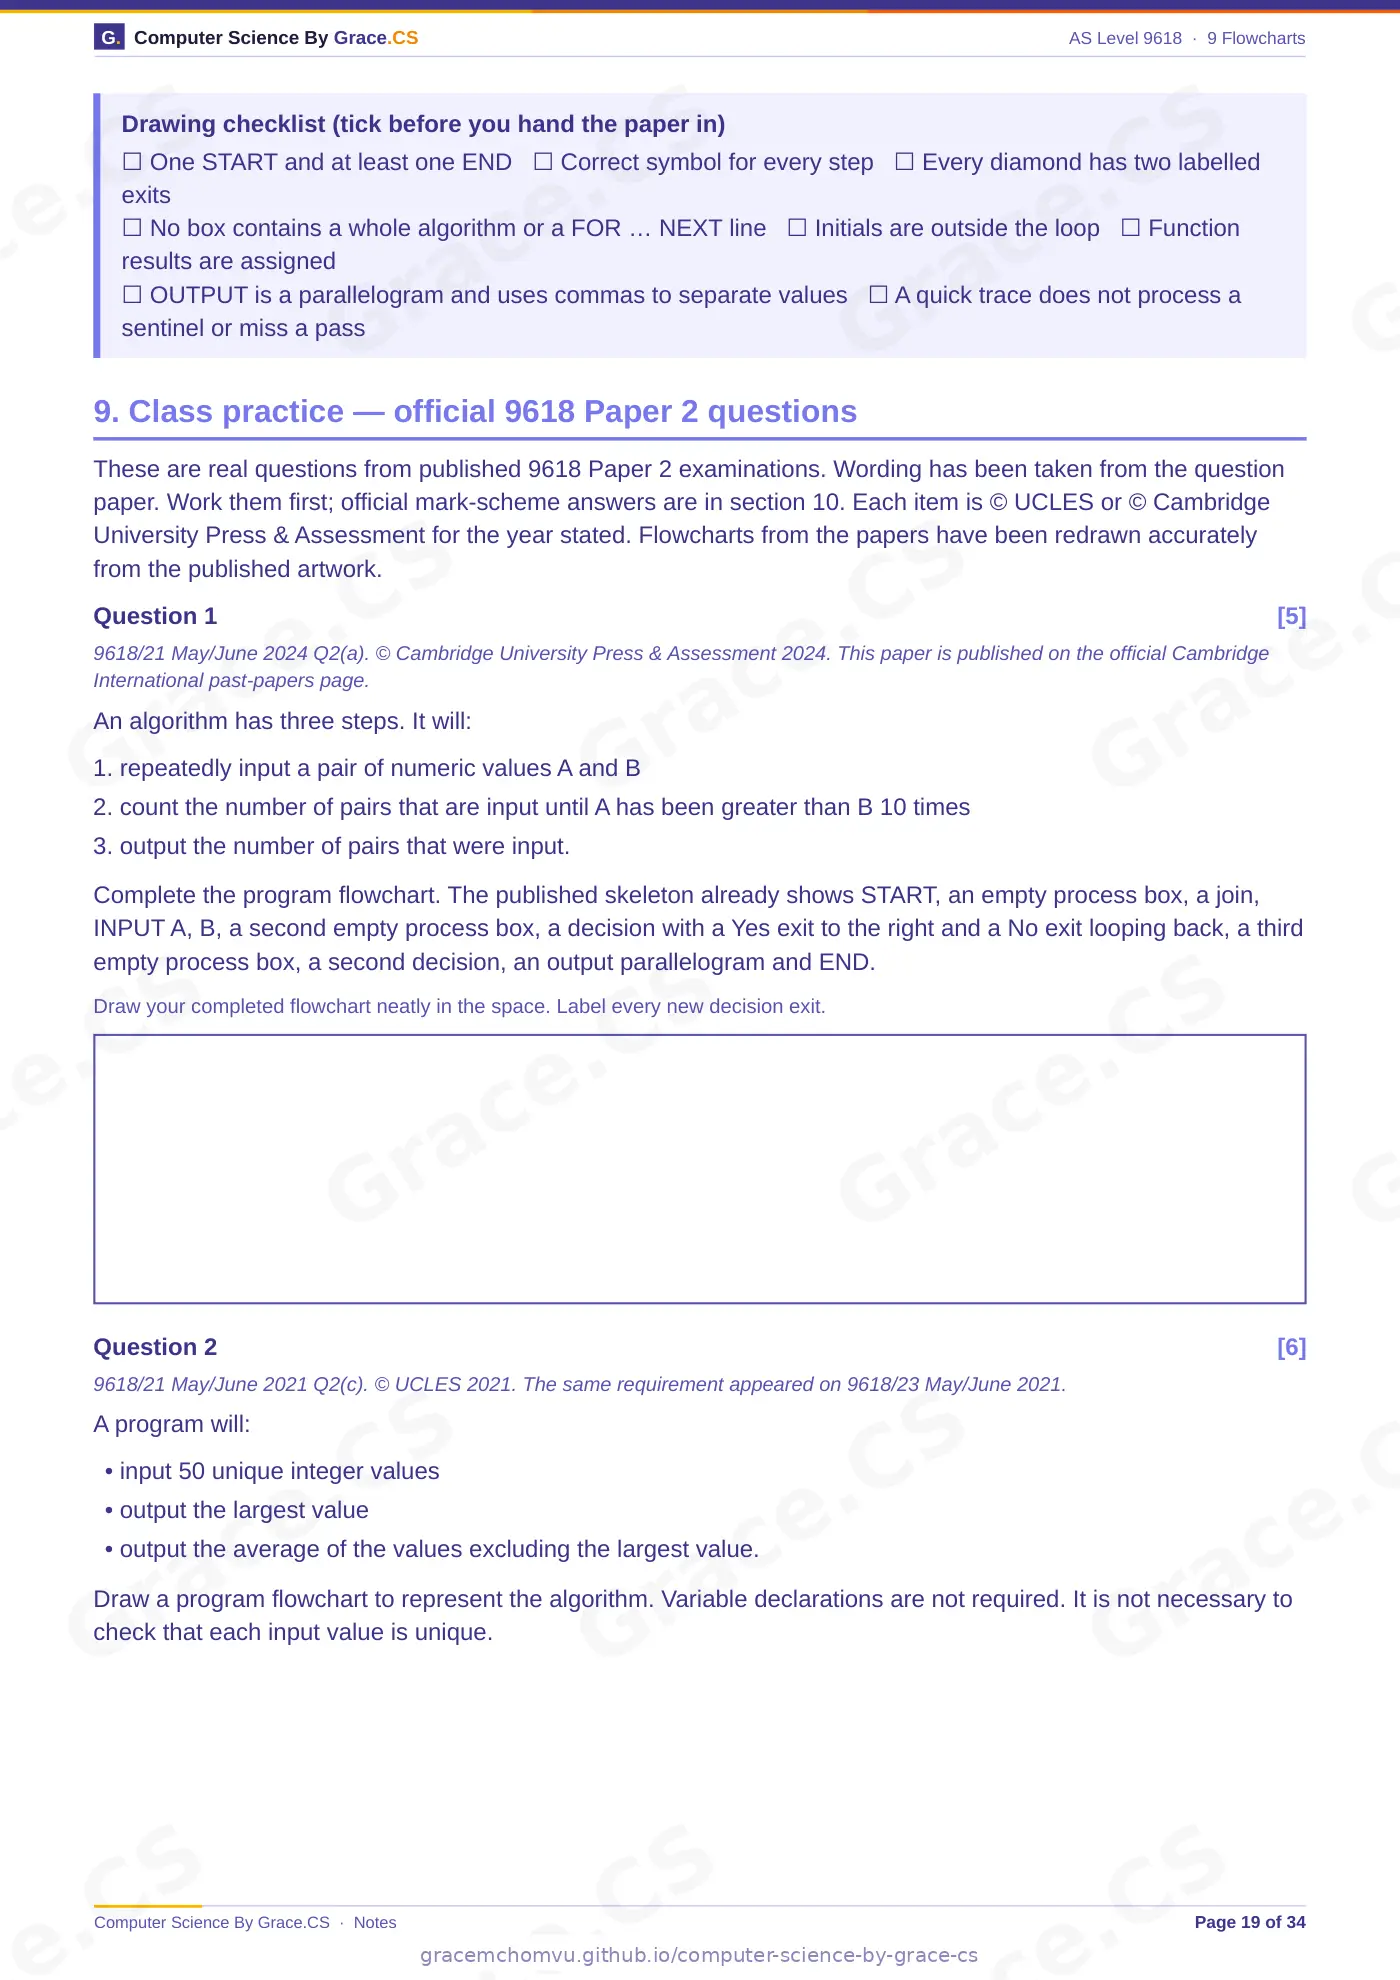 G. Computer Science By Grace.CS
AS Level 9618 · 9 Flowcharts
Drawing checklist (tick before you hand the paper in)
☐ One START and at least one END ☐ Correct symbol for every step ☐ Every diamond has two labelled
exits
☐ No box contains a whole algorithm or a FOR … NEXT line ☐ Initials are outside the loop ☐ Function
results are assigned
☐ OUTPUT is a parallelogram and uses commas to separate values ☐ A quick trace does not process a
sentinel or miss a pass
9. Class practice — official 9618 Paper 2 questions
These are real questions from published 9618 Paper 2 examinations. Wording has been taken from the question
paper. Work them first; official mark-scheme answers are in section 10. Each item is © UCLES or © Cambridge
University Press & Assessment for the year stated. Flowcharts from the papers have been redrawn accurately
from the published artwork.
Question 1 [5]
9618/21 May/June 2024 Q2(a). © Cambridge University Press & Assessment 2024. This paper is published on the official Cambridge
International past-papers page.
An algorithm has three steps. It will:
1. repeatedly input a pair of numeric values A and B
2. count the number of pairs that are input until A has been greater than B 10 times
3. output the number of pairs that were input.
Complete the program flowchart. The published skeleton already shows START, an empty process box, a join,
INPUT A, B, a second empty process box, a decision with a Yes exit to the right and a No exit looping back, a third
empty process box, a second decision, an output parallelogram and END.
Draw your completed flowchart neatly in the space. Label every new decision exit.
Question 2 [6]
9618/21 May/June 2021 Q2(c). © UCLES 2021. The same requirement appeared on 9618/23 May/June 2021.
A program will:
• input 50 unique integer values
• output the largest value
• output the average of the values excluding the largest value.
Draw a program flowchart to represent the algorithm. Variable declarations are not required. It is not necessary to
check that each input value is unique.
Computer Science By Grace.CS · Notes
Page 19 of 34
gracemchomvu.github.io/computer-science-by-grace-cs